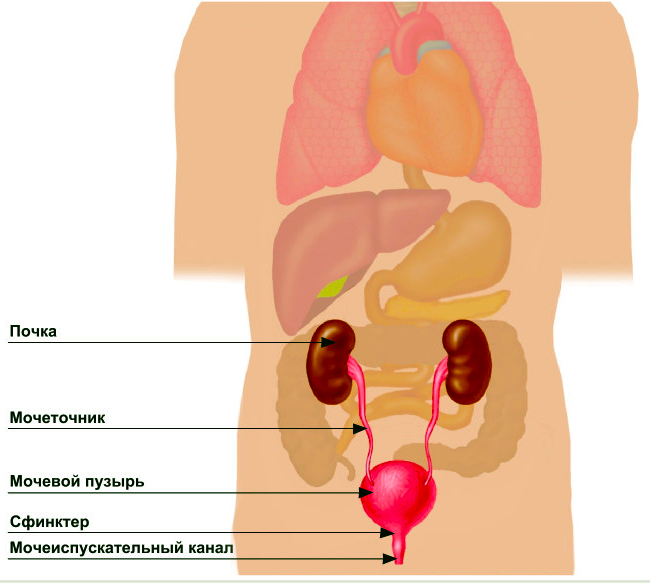 Почка
Мочеточник
Мочевой пузырь
Сфинктер
Мочеиспускательный канал